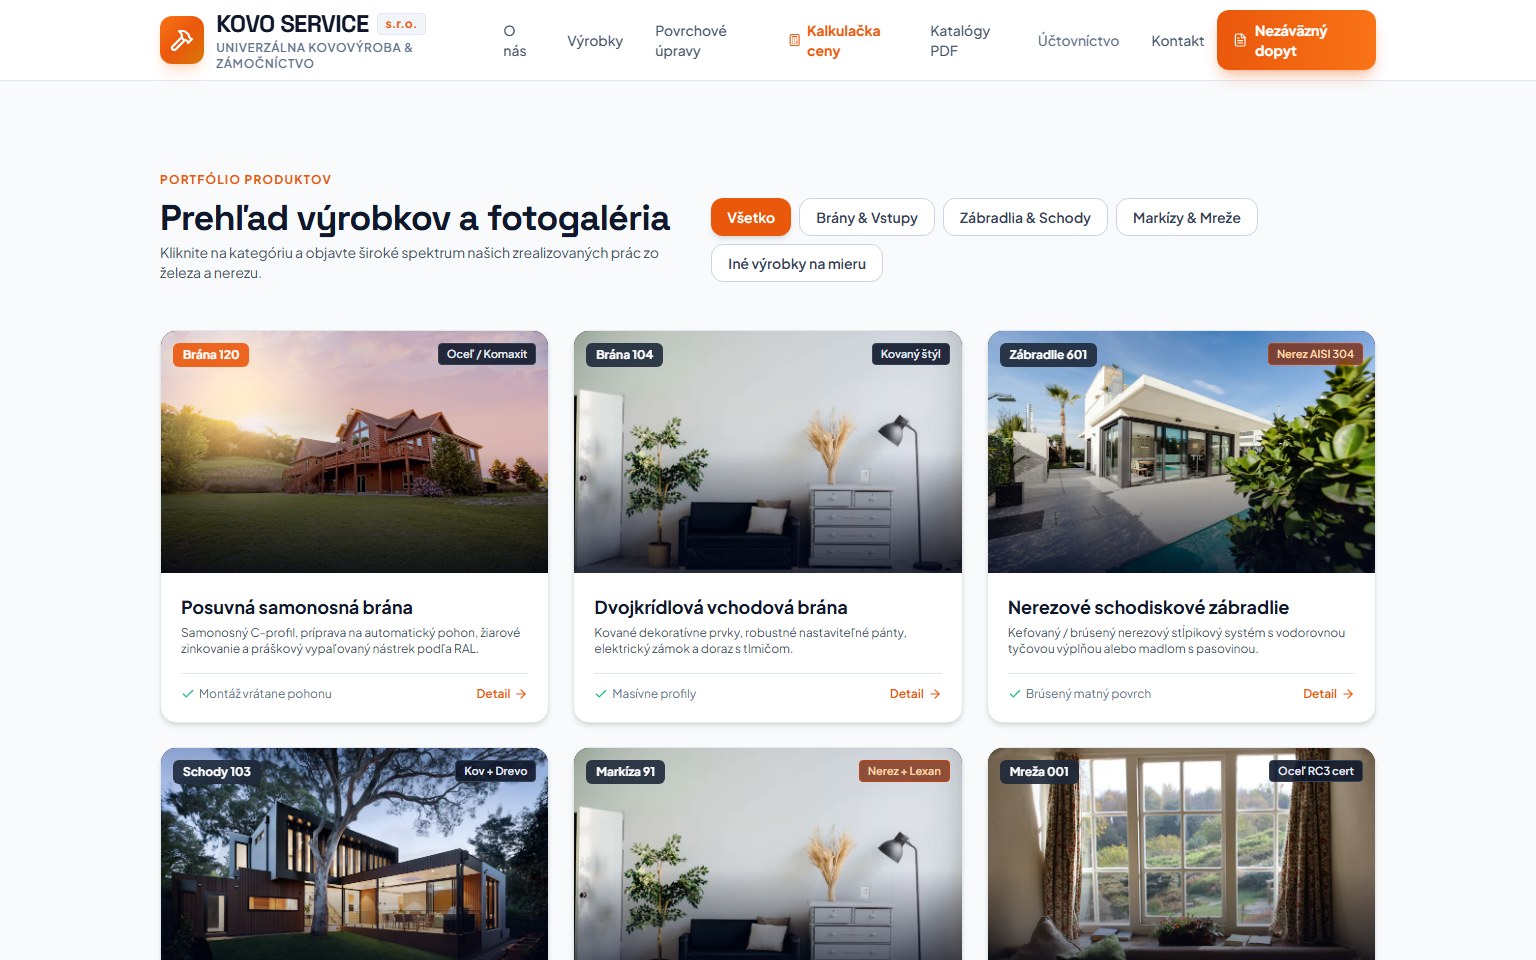 KOVO SERVICE s.r.o.
UNIVERZÁLNA KOVOVÝROBA &
ZÁMOČNÍCTVO
O
nás
Výrobky
Povrchové
úpravy
Kalkulačka
ceny
Katalógy
PDF
Účtovníctvo
Kontakt
Nezáväzný
dopyt
PORTFÓLIO PRODUKTOV
Prehľad výrobkov a fotogaléria
Kliknite na kategóriu a objavte široké spektrum našich zrealizovaných prác zo
železa a nerezu.
Všetko
Brány & Vstupy
Zábradlia & Schody
Markízy & Mreže
Iné výrobky na mieru
Brána 120
Oceľ / Komaxit
Posuvná samonosná brána
Samonosný C-profil, príprava na automatický pohon, žiarové
zinkovanie a práškový vypaľovaný nástrek podľa RAL.
Montáž vrátane pohonu
Detail →
Brána 104
Kovaný štýl
Dvojkrídlová vchodová brána
Kované dekoratívne prvky, robustné nastaviteľné pánty,
elektrický zámok a doraz s tlmičom.
Masívne profily
Detail →
Zábradlie 601
Nerez AISI 304
Nerezové schodiskové zábradlie
Kefovaný / brúsený nerezový stĺpikový systém s vodorovnou
tyčovou výplňou alebo madlom s pasovinou.
Brúsený matný povrch
Detail →
Schody 103
Kov + Drevo
Markíza 91
Nerez + Lexan
Mreža 001
Oceľ RC3 cert